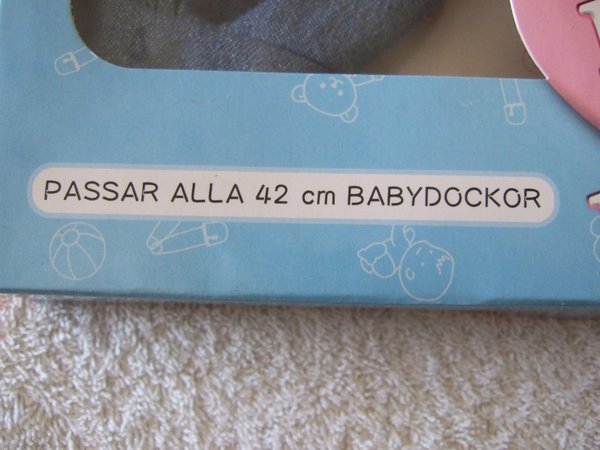 PASSAR ALLA 42 cm BABYDOCKOR